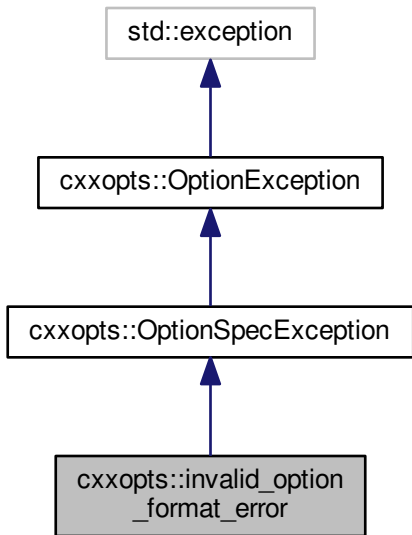 std::exception
cxxopts::OptionException
cxxopts::OptionSpecException
cxxopts::invalid_option
_format_error